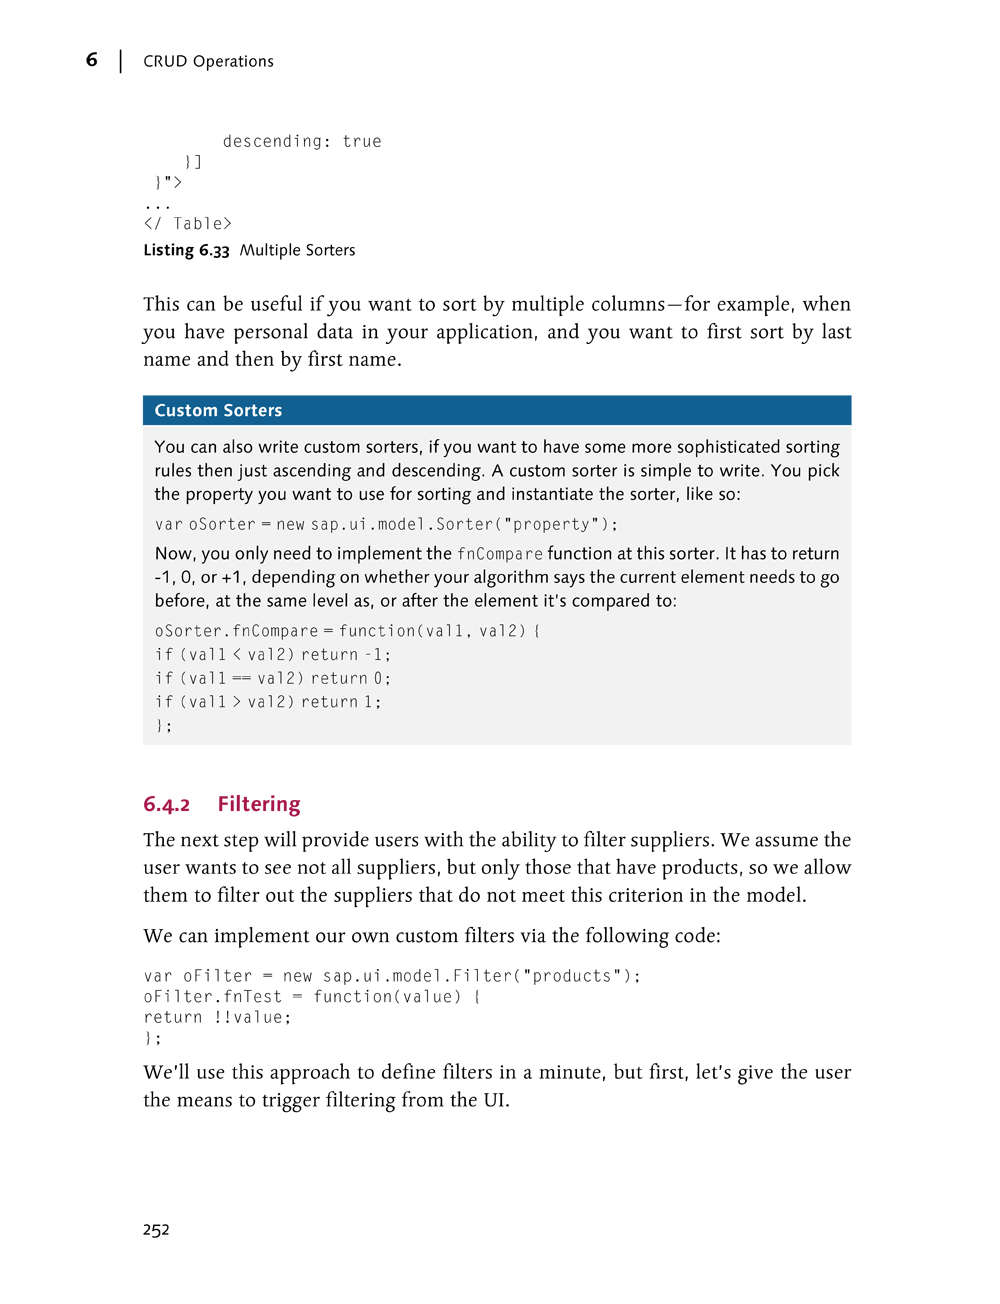 6 | CRUD Operations
descending: true
}]
}">
...
</ Table>
Listing 6.33 Multiple Sorters
This can be useful if you want to sort by multiple columns—for example, when
you have personal data in your application, and you want to first sort by last
name and then by first name.
Custom Sorters
You can also write custom sorters, if you want to have some more sophisticated sorting
rules then just ascending and descending. A custom sorter is simple to write. You pick
the property you want to use for sorting and instantiate the sorter, like so:
var oSorter = new sap.ui.model.Sorter("property");
Now, you only need to implement the fnCompare function at this sorter. It has to return
-1, 0, or +1, depending on whether your algorithm says the current element needs to go
before, at the same level as, or after the element it's compared to:
oSorter.fnCompare = function(val1, val2) {
if (val1 < val2) return -1;
if (val1 == val2) return 0;
if (val1 > val2) return 1;
};
6.4.2 Filtering
The next step will provide users with the ability to filter suppliers. We assume the
user wants to see not all suppliers, but only those that have products, so we allow
them to filter out the suppliers that do not meet this criterion in the model.
We can implement our own custom filters via the following code:
var oFilter = new sap.ui.model.Filter("products");
oFilter.fnTest = function(value) {
return !!value;
};
We'll use this approach to define filters in a minute, but first, let's give the user
the means to trigger filtering from the UI.
252